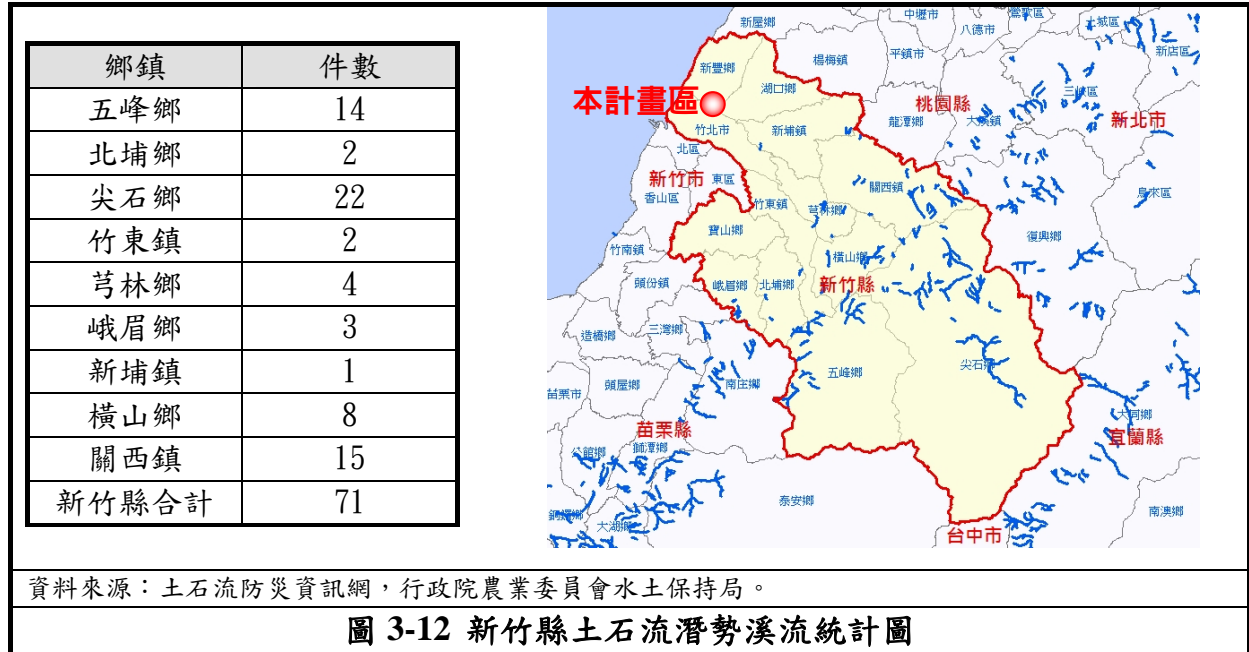 鄉鎮 件數
五峰鄉 14
北埔鄉 2
尖石鄉 22
竹東鎮 2
芎林鄉 4
峨眉鄉 3
新埔鎮 1
橫山鄉 8
關西鎮 15
新竹縣合計 71
新屋鄉
中壢市
鶯歌區
土城區
八德市
新店區
新豐鄉
楊梅鎮
平鎮市
湖口鄉
三峽區
本計畫區
桃園縣
龍潭鄉
大溪鎮
新北市
竹北市
新埔鎮
北區
新竹市
東區
關西鎮
烏來區
香山區
竹東鎮
芎林鄉
寶山鄉
復興鄉
竹南鎮
橫山鄉
頭份鎮
峨眉鄉
北埔鄉
新竹縣
造橋鄉
三灣鄉
尖石鄉
五峰鄉
頭屋鄉
南庄鄉
苗栗市
大同鄉
苗栗縣
宜蘭縣
公館鄉
獅潭鄉
泰安鄉
銅鑼鄉
大湖鄉
南澳鄉
台中市
資料來源：土石流防災資訊網，行政院農業委員會水土保持局。
圖 3-12 新竹縣土石流潛勢溪流統計圖